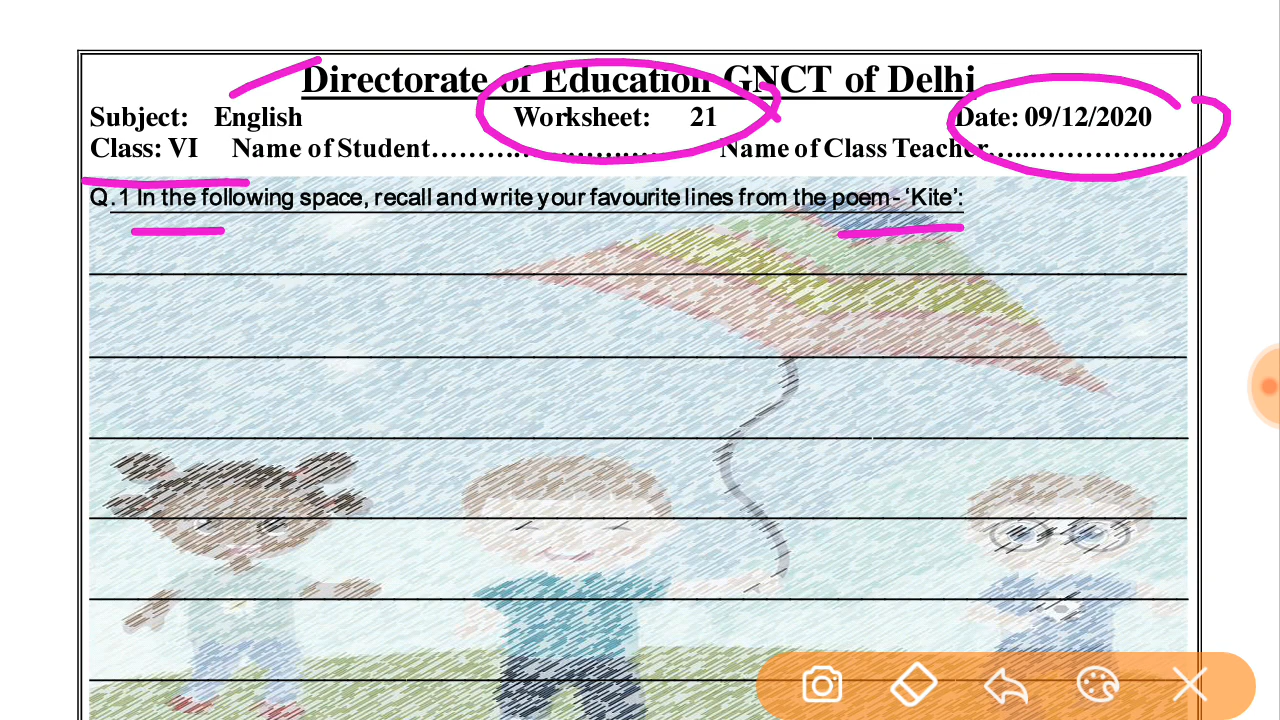 Directorate of Education GNCT of Delhi
Subject: English Worksheet: 21 Date: 09/12/2020
Class: VI Name of Student........................... Name of Class Teacher.........................
Q.1 In the following space, recall and write your favourite lines from the poem- ‘Kite’: